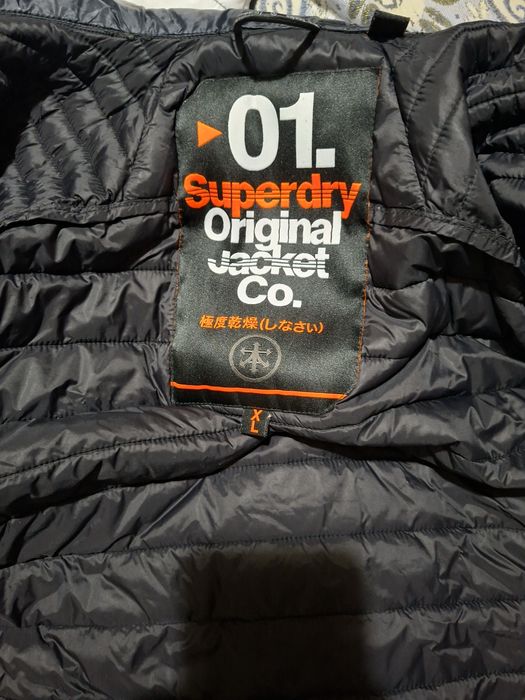 01.
Superdry
Original
Jacket
Co.
極度乾燥(しなさい)
本
XL